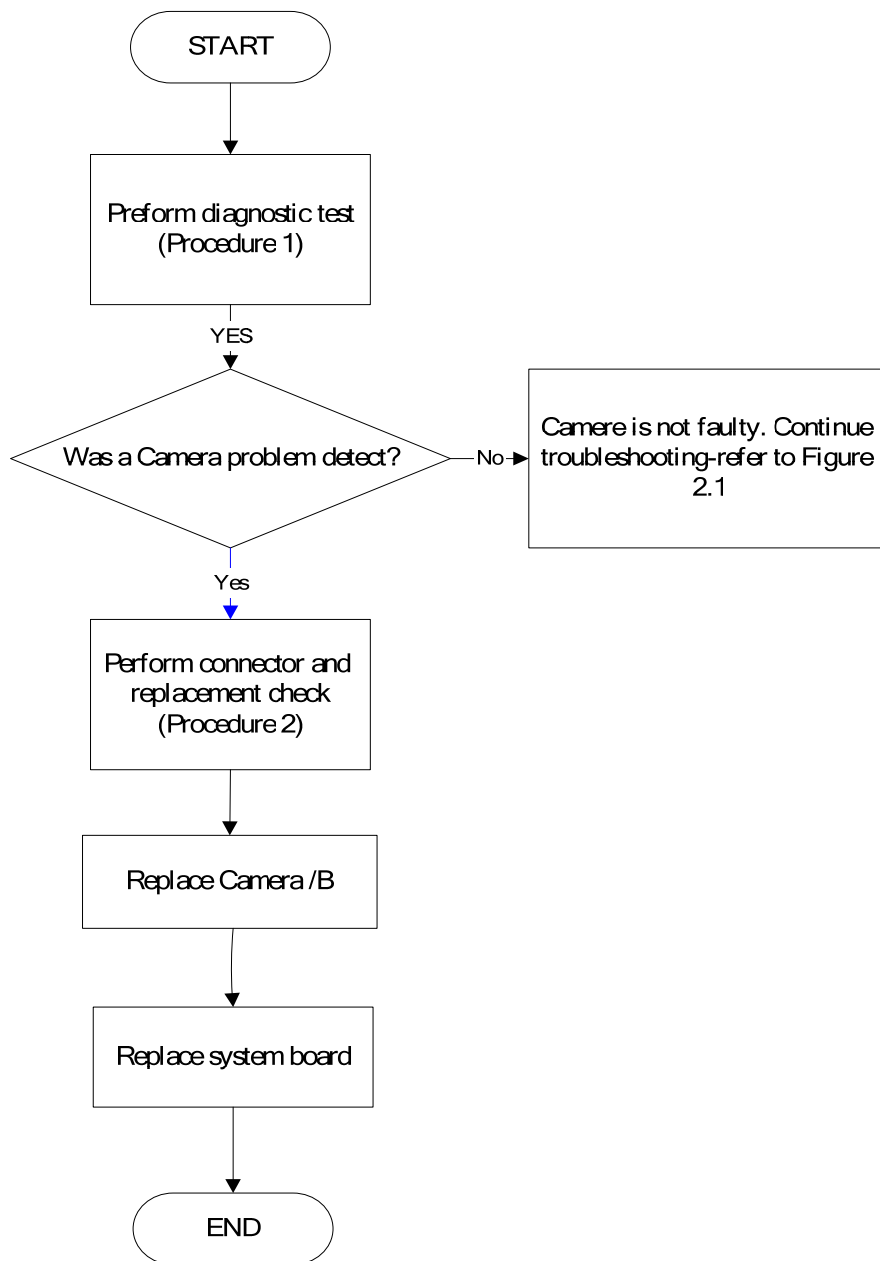 START
Preform diagnostic test
(Procedure 1)
YES
Was a Camera problem detect?
No
Camere is not faulty. Continue
troubleshooting-refer to Figure
2.1
Yes
Perform connector and
replacement check
(Procedure 2)
Replace Camera /B
Replace system board
END